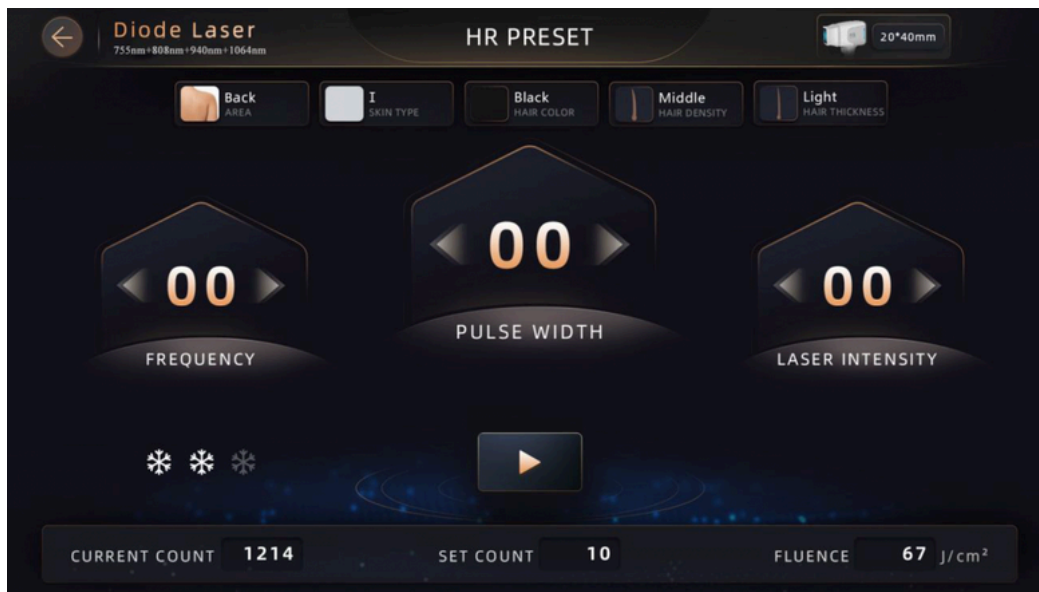 Diode Laser
755nm+808nm+940nm+1064nm
HR PRESET
20*40mm
Back
AREA
I
SKIN TYPE
Black
HAIR COLOR
Middle
HAIR DENSITY
Light
HAIR THICKNESS
00
FREQUENCY
00
PULSE WIDTH
00
LASER INTENSITY
CURRENT COUNT 1214
SET COUNT 10
FLUENCE 67 J/cm²